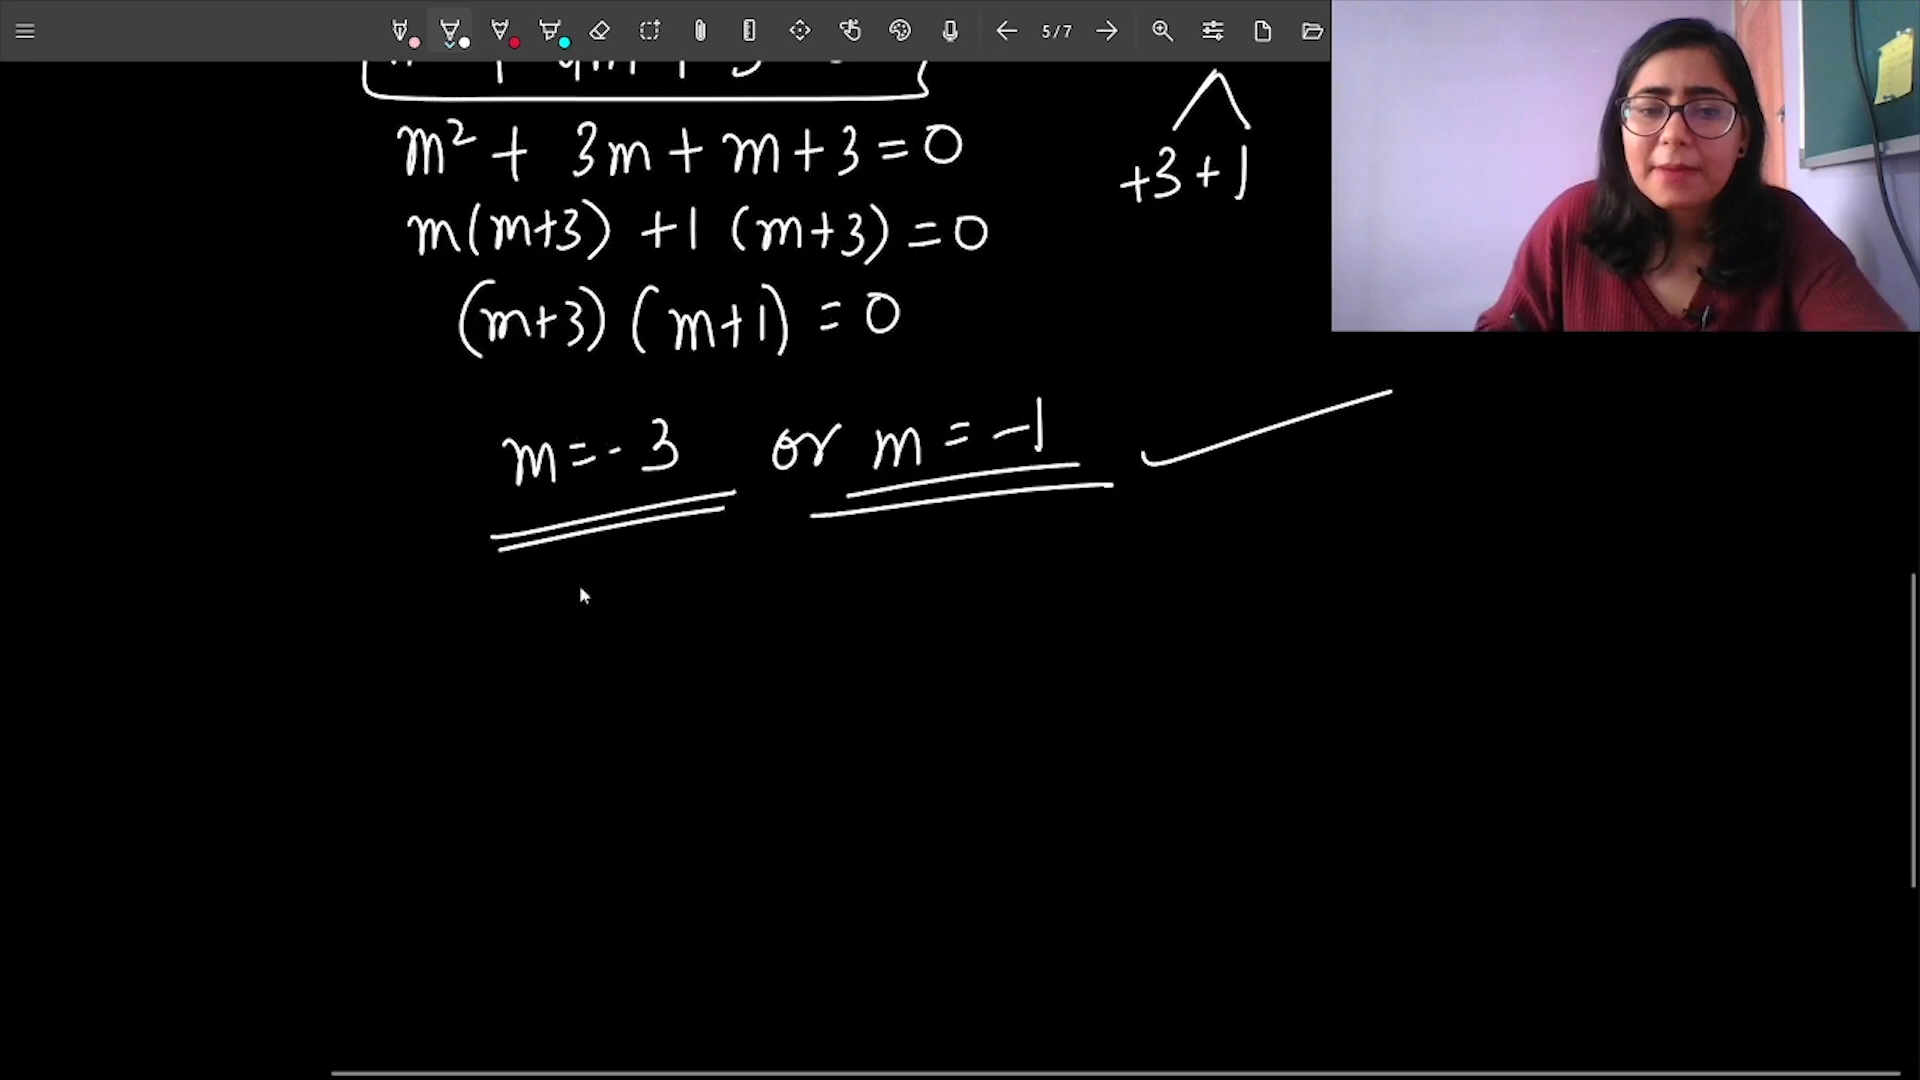 5/7
m² + 3m + m + 3 = 0
+3 +1
m(m+3) +1 (m+3) = 0
(m+3) (m+1) = 0
m = - 3 or m = -1